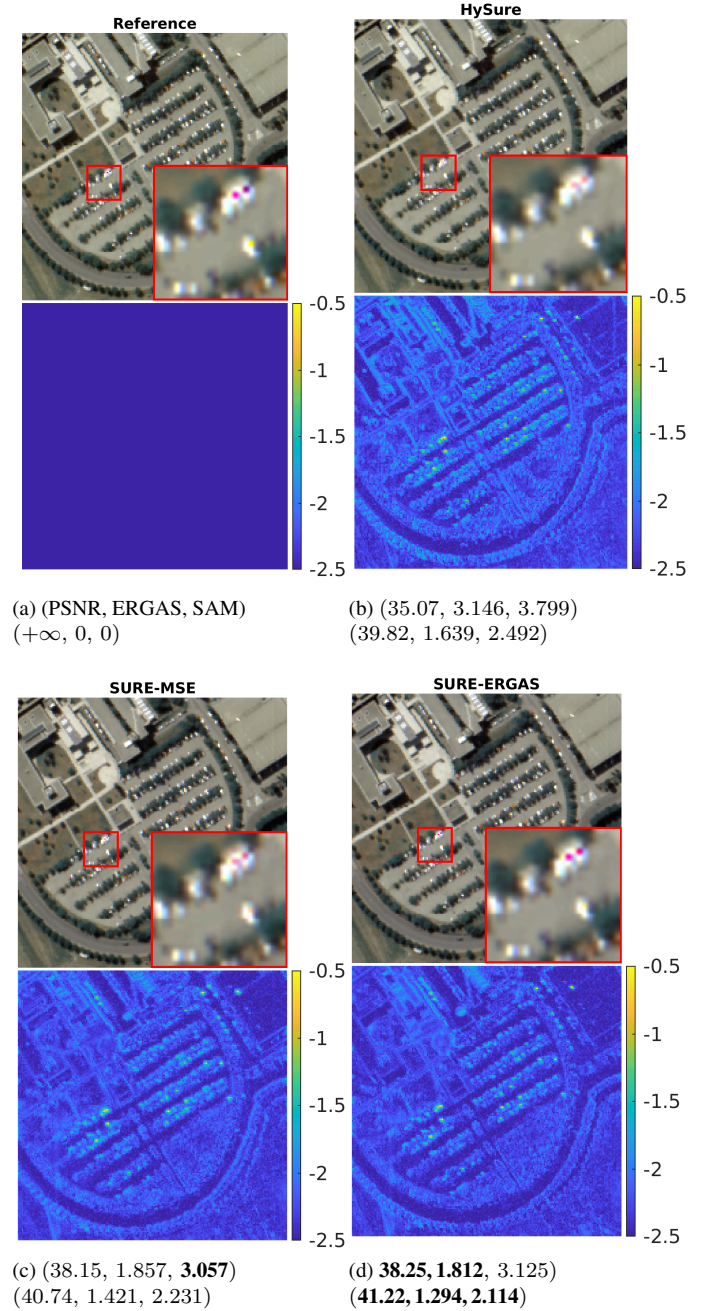 Reference
HySure
-0.5
-1
-1.5
-2
-2.5
-0.5
-1
-1.5
-2
-2.5
(a) (PSNR, ERGAS, SAM)
(+∞, 0, 0)
(b) (35.07, 3.146, 3.799)
(39.82, 1.639, 2.492)
SURE-MSE
SURE-ERGAS
-0.5
-1
-1.5
-2
-2.5
-0.5
-1
-1.5
-2
-2.5
(c) (38.15, 1.857, 3.057)
(40.74, 1.421, 2.231)
(d) 38.25, 1.812, 3.125)
(41.22, 1.294, 2.114)